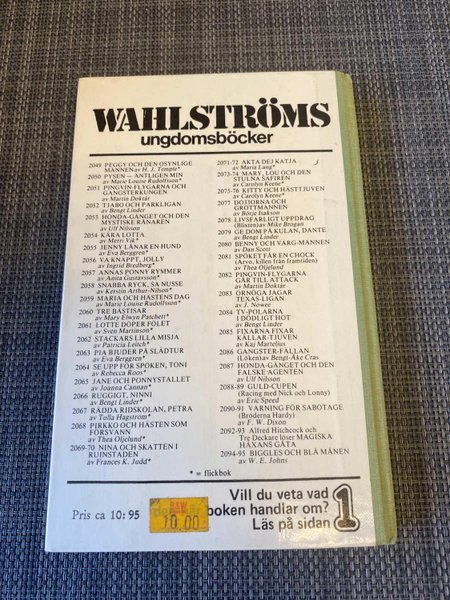 WAHLSTRÖMS
ungdomsböcker
2049 PEGGY OCH DEN OSYNLIGE
MANNEN av H. J. Temple*
2050 PYSEN – ÄNTLIGEN MIN
av Marie Louise Rudolfsson*
2051 PINGVIN-FLYGARNA OCH
GANGSTERKUNGEN
av Martin Doktár
2052 TJABO OCH PARKLIGAN
av Bengt Linder
2053 HONDA-GÄNGET OCH DEN
MYSTISKE RÅNAREN
av Ulf Nilsson
2054 KÄRA LOTTA
av Merri Vik*
2055 JENNY LÄNAR EN HUND
av Eva Berggren*
2056 VA KNÄPPT, JOLLY
av Ingrid Bredberg*
2057 ANNAS PONNY RYMMER
av Anita Gustavsson*
2058 SNABBA RYCK, SA NUSSE
av Kerstin Arthur-Nilson*
2059 MARIA OCH HÄSTENS DAG
av Marie Louise Rudolfsson*
2060 TRE BÄSTISAR
av Mary Elwyn Patchett*
2061 LOTTE DÖPER FÖLET
av Sven Martinson*
2062 STACKARS LILLA MISJA
av Patricia Leitch*
2063 PIA BJUDER PÅ SLÄDTUR
av Eva Berggren*
2064 SE UPP FÖR SPÖKEN, TONI
av Rebecca Roos*
2065 JANE OCH PONNYSTALLET
av Joanna Cannan*
2066 RUGGIGT, NINNI
av Bengt Linder*
2067 RÄDDA RIDSKOLAN, PETRA
av Tolla Hagstrom*
2068 PIRKKO OCH HÄSTEN SOM
FÖRSVANN
av Thea Oljelund*
2069-70 NINA OCH SKATTEN I
RUINSTADEN
av Frances K. Judd*
2071-72 AKTA DEJ KATJA
av Maria Lang*
2073-74 MARY, LOU OCH DEN
STULNA SAFIREN
av Carolyn Keene*
2075-76 KITTY OCH HÄSTTJUVEN
av Carolyn Keene*
2077 DOJJORNA OCH
GROTTMANNEN
av Börje Isakson
2078 LIVSFARLIGT UPPDRAG
(Blixten) av Mike Brogan
2079 GE DOM PÅ KULAN, DANTE
av Bengt Linder
2080 BENNY OCH VARG-MANNEN
av Dan Scott
2081 SPÖKET FÅR EN CHOCK
(Arvo, killen från framtiden)
av Thea Oljelund
2082 PINGVIN-FLYGARNA
GÅR TILL ATTACK
av Martin Doktár
2083 ÖRNÖGA JAGAR
TEXAS-LIGAN
av J. Nowee
2084 TV-POLARNA
I DÖDLIGT HOT
av Bengt Linder
2085 FIXARNA FIXAR
KÄLLAR-TJUVEN
av Kaj Martelius
2086 GANGSTER-FÄLLAN
(Löken) av Bengt-Åke Cras
2087 HONDA-GÄNGET OCH DEN
FALSKE AGENTEN
av Ulf Nilsson
2088-89 GULD-CUPEN
(Racing med Nick och Lonny)
av Eric Speed
2090-91 VARNING FÖR SABOTAGE
(Bröderna Hardy)
av F. W. Dixon
2092-93 Alfred Hitchcock och
Tre Deckare löser MAGISKA
HÄXANS GÅTA
2094-95 BIGGLES OCH BLÅ MÅNEN
av W. E. Johns
* = flickbok
Pris ca 10:95
10,00
Vill du veta vad
boken handlar om?
Läs på sidan
1